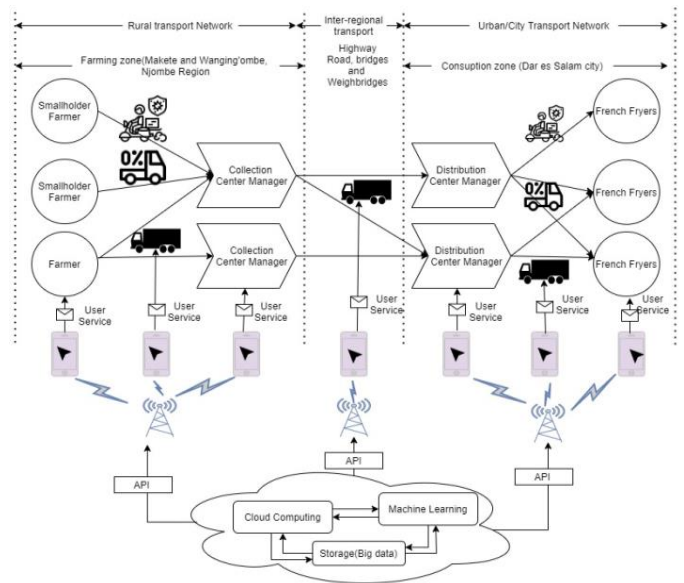 Rural transport Network
Inter-regional
transport
Urban/City Transport Network
Farming zone(Makete and Wanging'ombe,
Njombe Region
Highway
Road, bridges
and
Weighbridges
Consuption zone (Dar es Salam city)
Smallholder
Farmer
Smallholder
Farmer
Farmer
0%
Collection
Center Manager
Collection
Center Manager
Distribution
Center Manager
Distribution
Center Manager
0%
French Fryers
French Fryers
French Fryers
User
Service
User
Service
User
Service
User
Service
User
Service
User
Service
User
Service
API
API
API
Cloud Computing
Machine Learning
Storage(Big data)